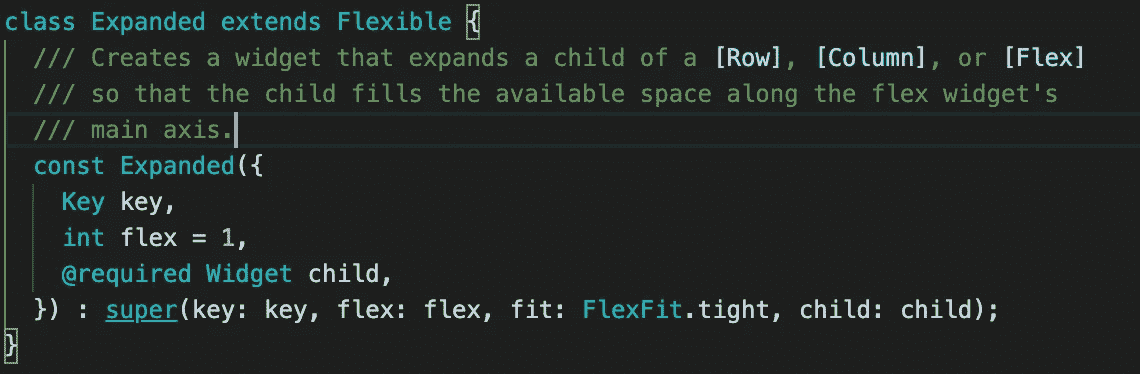 class Expanded extends Flexible {
/// Creates a widget that expands a child of a [Row], [Column], or [Flex]
/// so that the child fills the available space along the flex widget's
/// main axis.
const Expanded({
Key key,
int flex = 1,
@required Widget child,
}) : super(key: key, flex: flex, fit: FlexFit.tight, child: child);
}